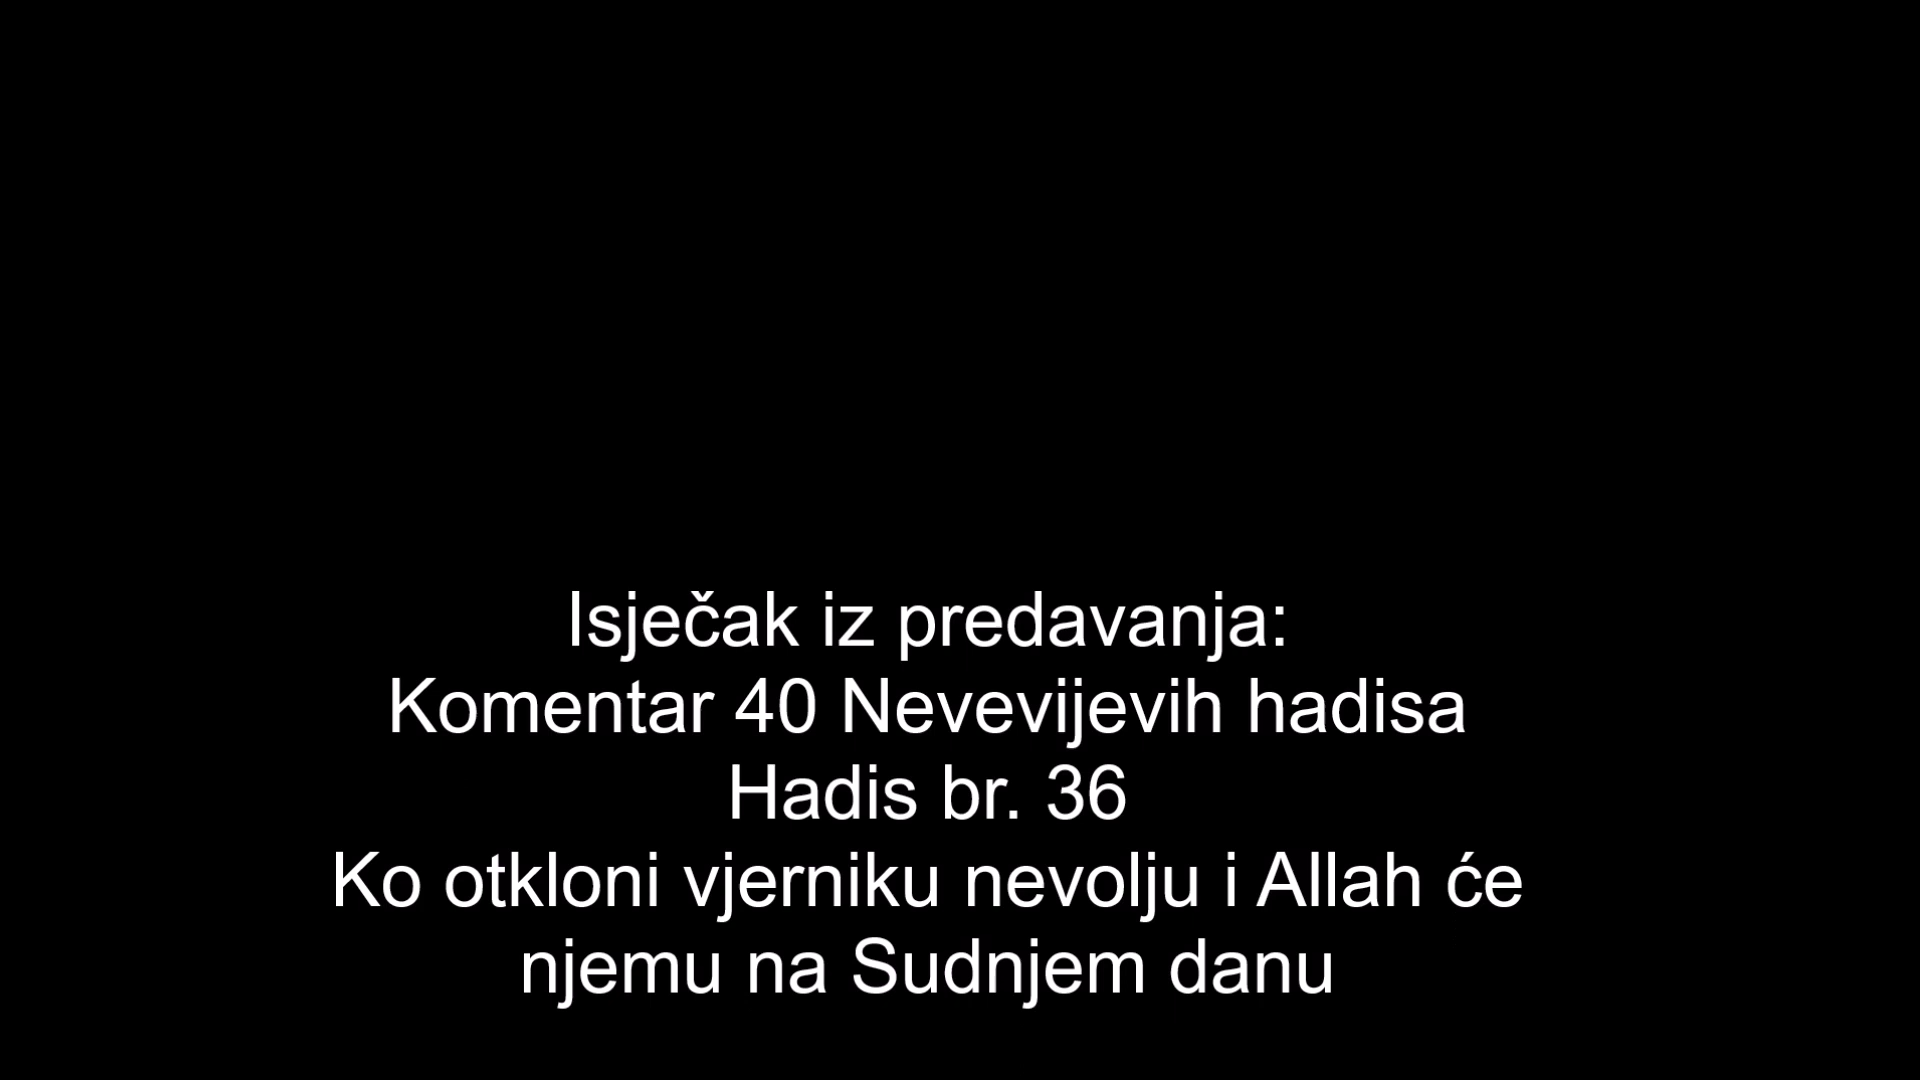 Isječak iz predavanja:
Komentar 40 Nevevijevih hadisa
Hadis br. 36
Ko otkloni vjerniku nevolju i Allah će
njemu na Sudnjem danu